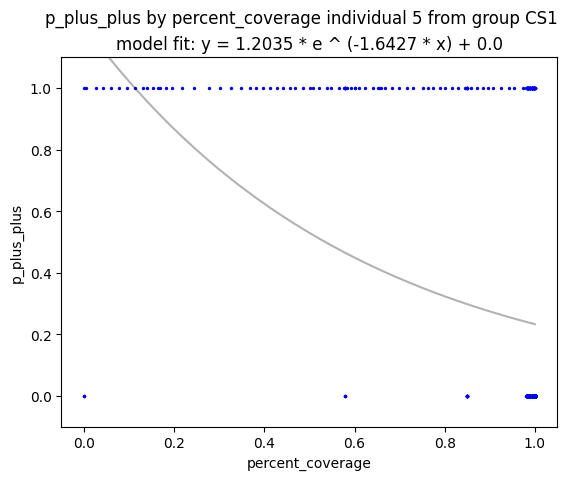 p_plus_plus by percent_coverage individual 5 from group CS1
model fit: y = 1.2035 * e ^ (-1.6427 * x) + 0.0
1.0
0.8
0.6
0.4
0.2
0.0
p_plus_plus
0.0 0.2 0.4 0.6 0.8 1.0
percent_coverage